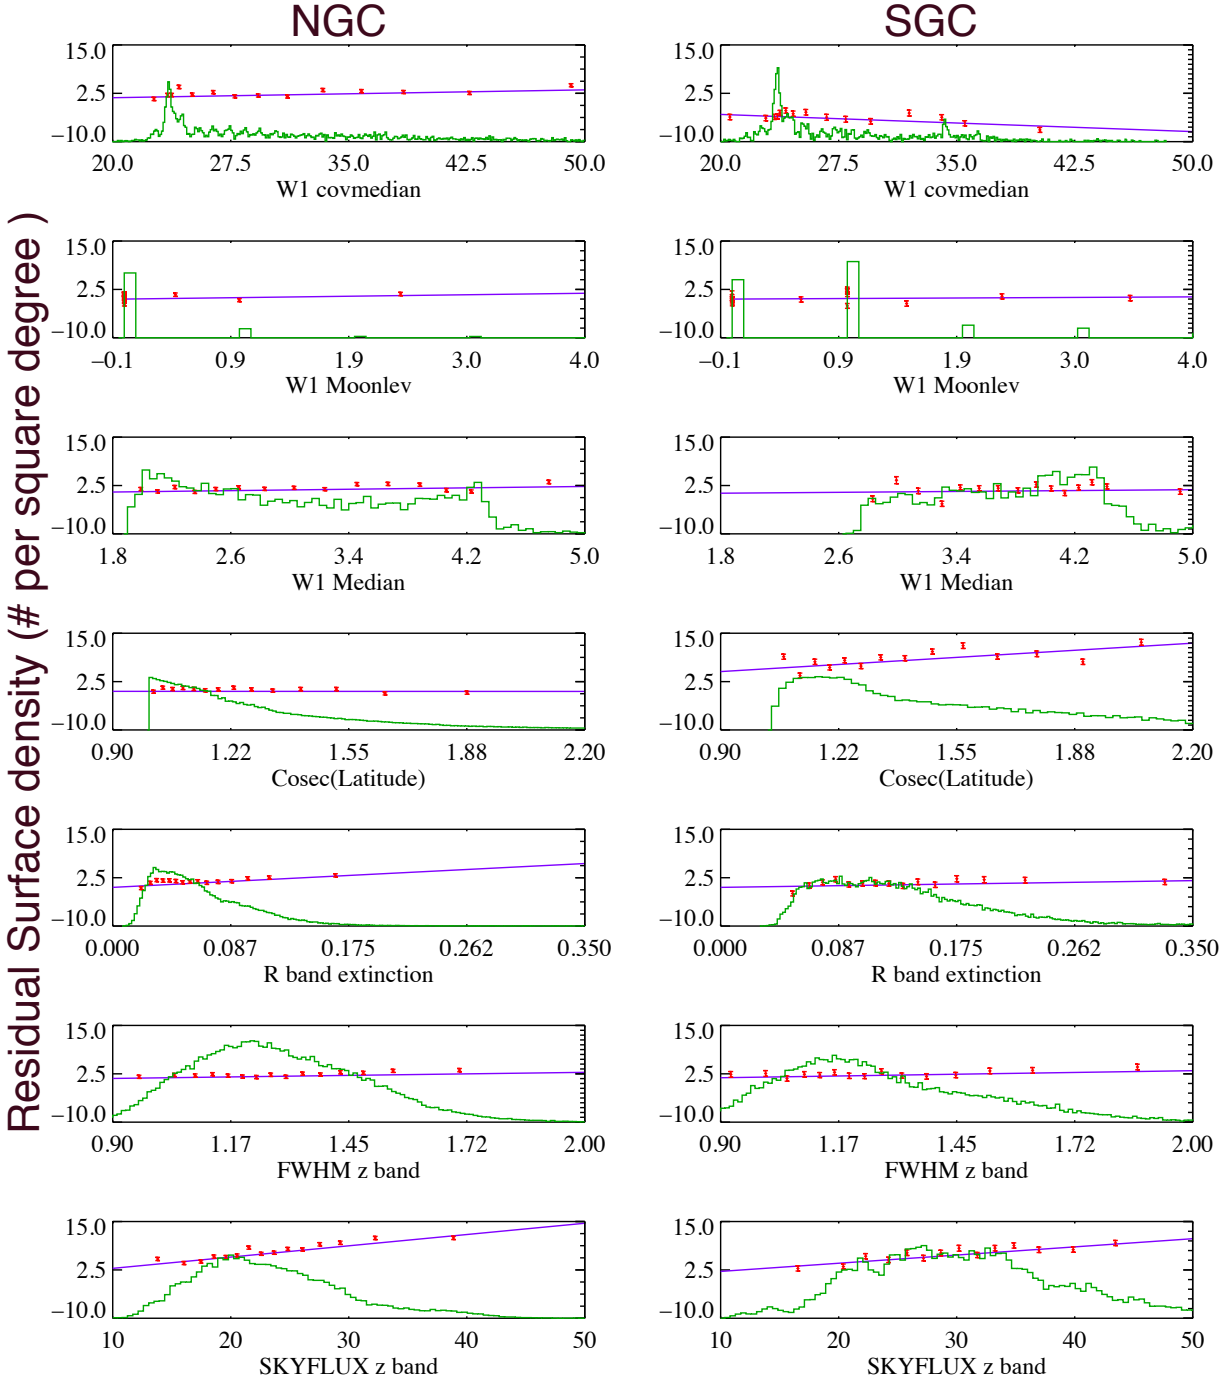 NGC SGC
Residual Surface density (# per square degree )
15.0 15.0
2.5 2.5
−10.0 −10.0
20.0 27.5 35.0 42.5 50.0 20.0 27.5 35.0 42.5 50.0
W1 covmedian W1 covmedian
15.0 15.0
2.5 2.5
−10.0 −10.0
−0.1 0.9 1.9 3.0 4.0 −0.1 0.9 1.9 3.0 4.0
W1 Moonlev W1 Moonlev
15.0 15.0
2.5 2.5
−10.0 −10.0
1.8 2.6 3.4 4.2 5.0 1.8 2.6 3.4 4.2 5.0
W1 Median W1 Median
15.0 15.0
2.5 2.5
−10.0 −10.0
0.90 1.22 1.55 1.88 2.20 0.90 1.22 1.55 1.88 2.20
Cosec(Latitude) Cosec(Latitude)
15.0 15.0
2.5 2.5
−10.0 −10.0
0.000 0.087 0.175 0.262 0.350 0.000 0.087 0.175 0.262 0.350
R band extinction R band extinction
15.0 15.0
2.5 2.5
−10.0 −10.0
0.90 1.17 1.45 1.72 2.00 0.90 1.17 1.45 1.72 2.00
FWHM z band FWHM z band
15.0 15.0
2.5 2.5
−10.0 −10.0
10 20 30 40 50 10 20 30 40 50
SKYFLUX z band SKYFLUX z band